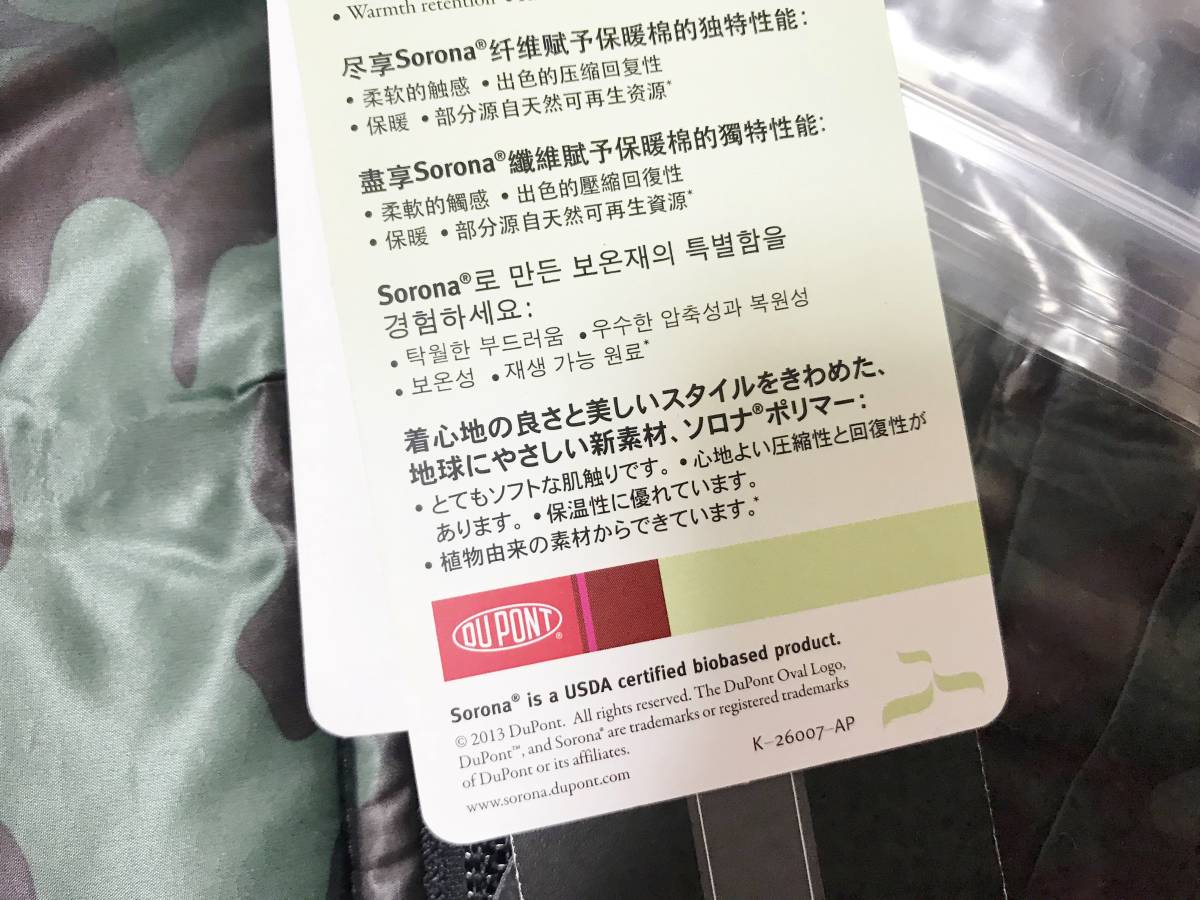 • Warmth retention
尽享Sorona®纤维赋予保暖棉的独特性能:
• 柔软的触感 • 出色的压缩回复性
• 保暖 • 部分源自天然可再生资源*
盡享Sorona®纖維賦予保暖棉的獨特性能:
• 柔軟的觸感 • 出色的壓縮回復性
• 保暖 • 部分源自天然可再生資源*
Sorona®로 만든 보온재의 특별함을
경험하세요:
• 탁월한 부드러움 • 우수한 압축성과 복원성
• 보온성 • 재생 가능 원료*
着心地の良さと美しいスタイルをきわめた、
地球にやさしい新素材、ソロナ®ポリマー:
• とてもソフトな肌触りです。 • 心地よい圧縮性と回復性が
あります。 • 保温性に優れています。
• 植物由来の素材からできています。*
DU PONT®
Sorona® is a USDA certified biobased product.
© 2013 DuPont. All rights reserved. The DuPont Oval Logo,
DuPont™, and Sorona® are trademarks or registered trademarks
of DuPont or its affiliates.
K-26007-AP
www.sorona.dupont.com